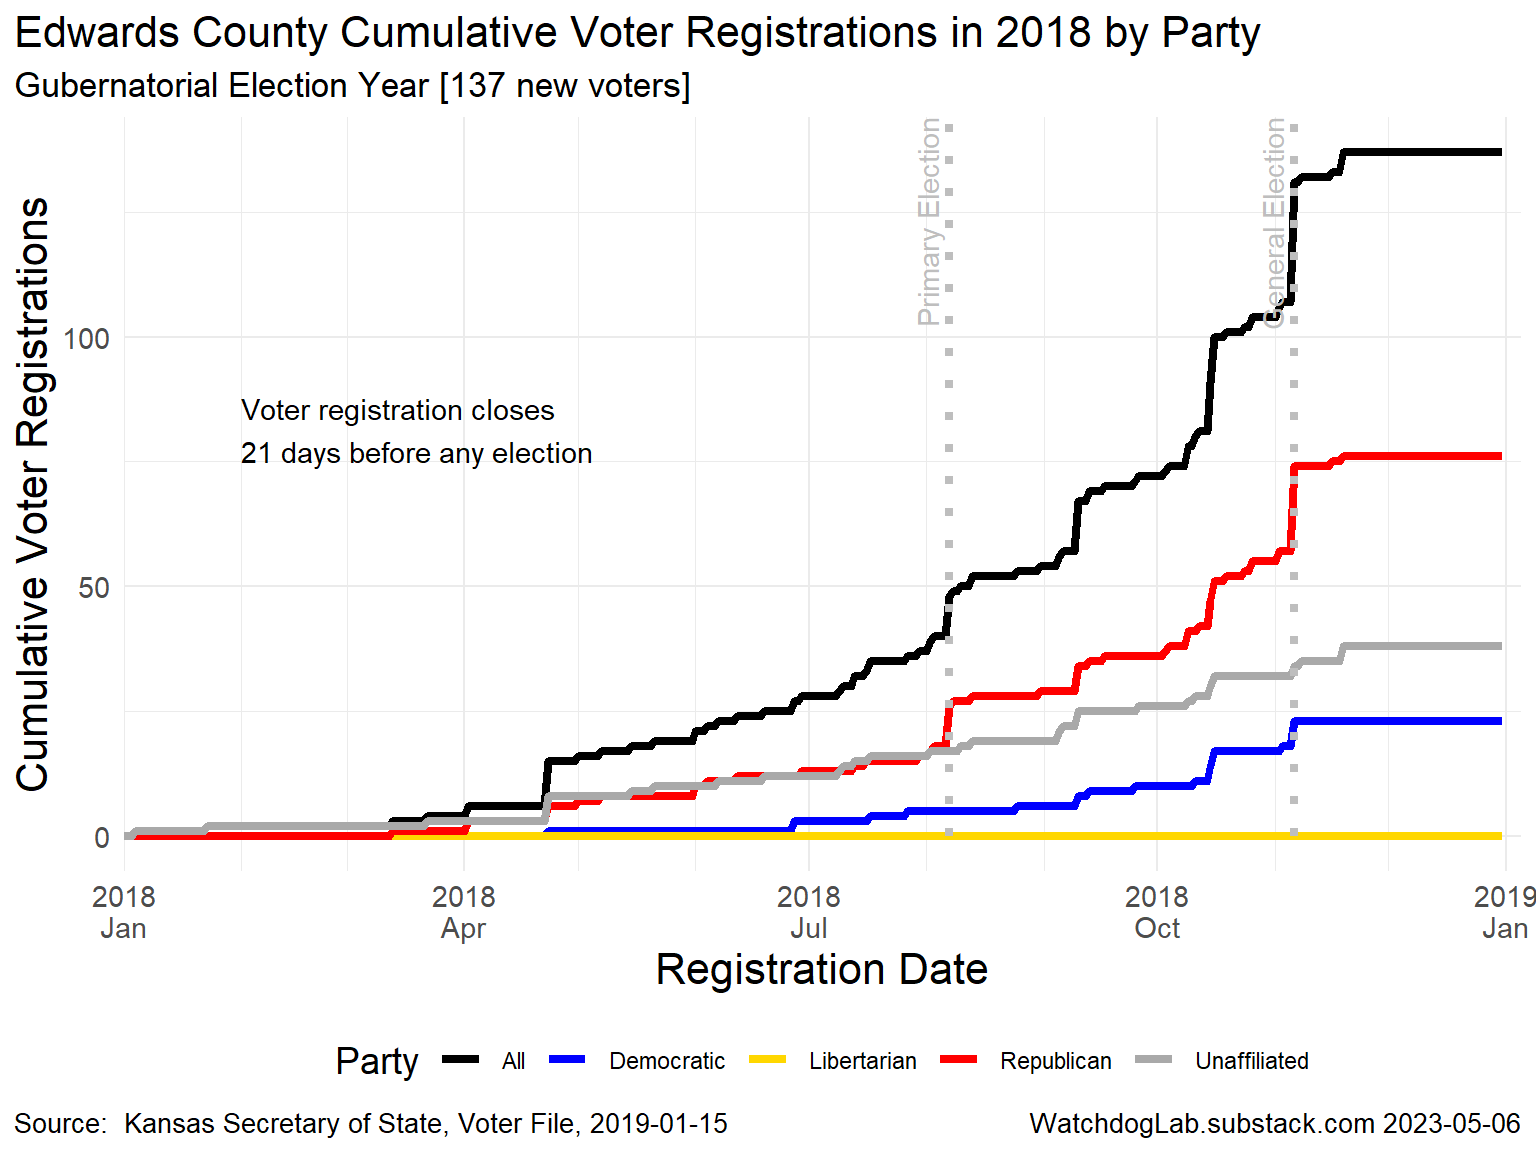 Edwards County Cumulative Voter Registrations in 2018 by Party
Gubernatorial Election Year [137 new voters]
Cumulative Voter Registrations
100
50
0
Voter registration closes
21 days before any election
Primary Election
General Election
2018
Jan
2018
Apr
2018
Jul
2018
Oct
2019
Jan
Registration Date
Party All Democratic Libertarian Republican Unaffiliated
Source:  Kansas Secretary of State, Voter File, 2019-01-15
WatchdogLab.substack.com 2023-05-06